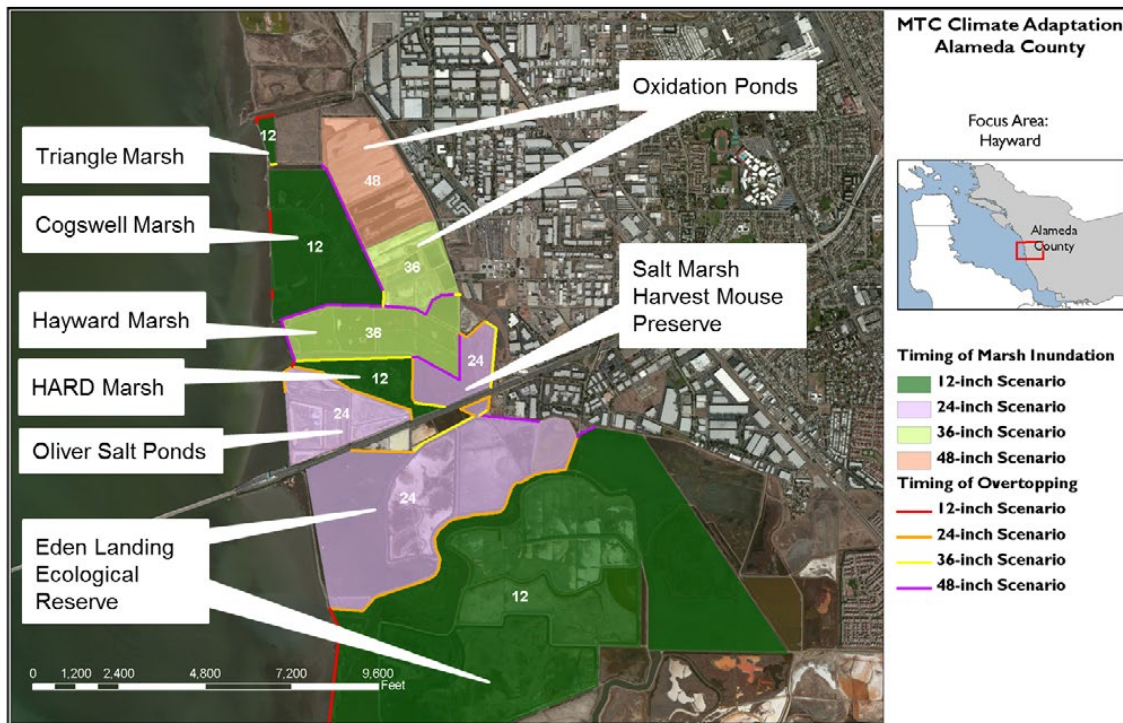 MTC Climate Adaptation
Alameda County
Focus Area:
Hayward
Alameda
County
Timing of Marsh Inundation
12-inch Scenario
24-inch Scenario
36-inch Scenario
48-inch Scenario
Timing of Overtopping
12-inch Scenario
24-inch Scenario
36-inch Scenario
48-inch Scenario
Oxidation Ponds
Triangle Marsh
Cogswell Marsh
Hayward Marsh
HARD Marsh
Oliver Salt Ponds
Eden Landing
Ecological
Reserve
Salt Marsh
Harvest Mouse
Preserve
12
48
12
36
36
24
12
24
24
12
0 1,200 2,400 4,800 7,200 9,600
Feet